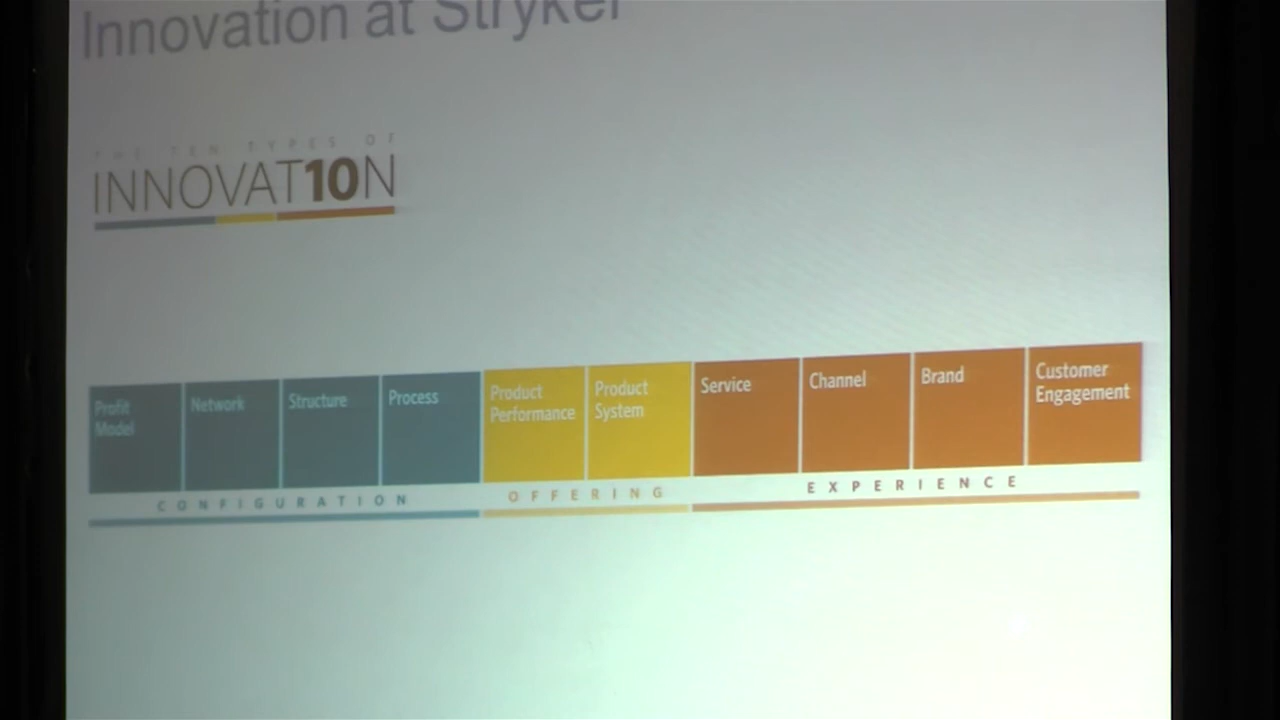 Innovation at Stryker
THE TEN TYPES OF
INNOVAT10N
Profit
Model
Network
Structure
Process
Product
Performance
Product
System
Service
Channel
Brand
Customer
Engagement
CONFIGURATION
OFFERING
EXPERIENCE